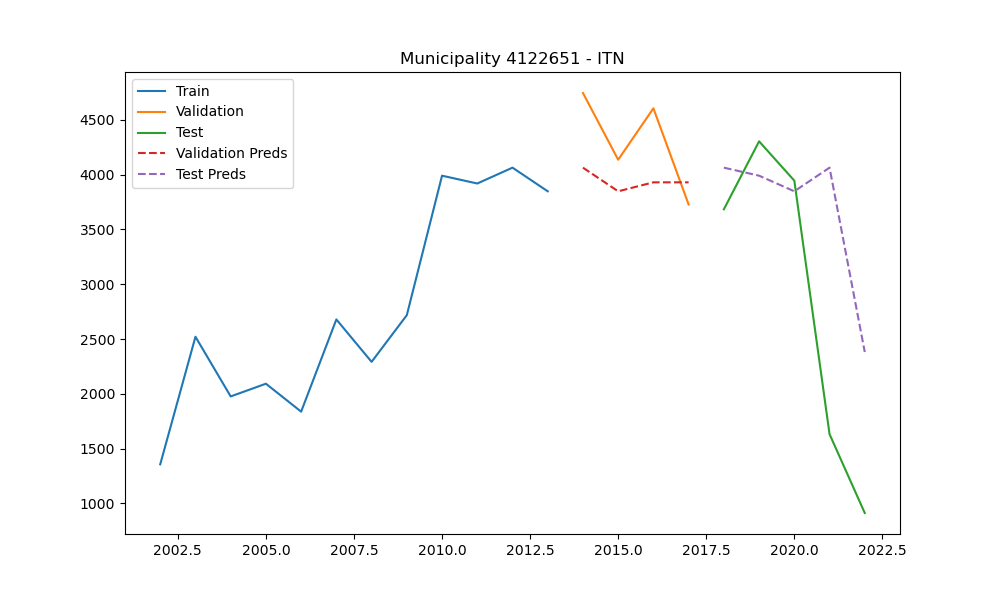 Municipality 4122651 - ITN
Train
Validation
Test
Validation Preds
Test Preds
4500
4000
3500
3000
2500
2000
1500
1000
2002.5 2005.0 2007.5 2010.0 2012.5 2015.0 2017.5 2020.0 2022.5